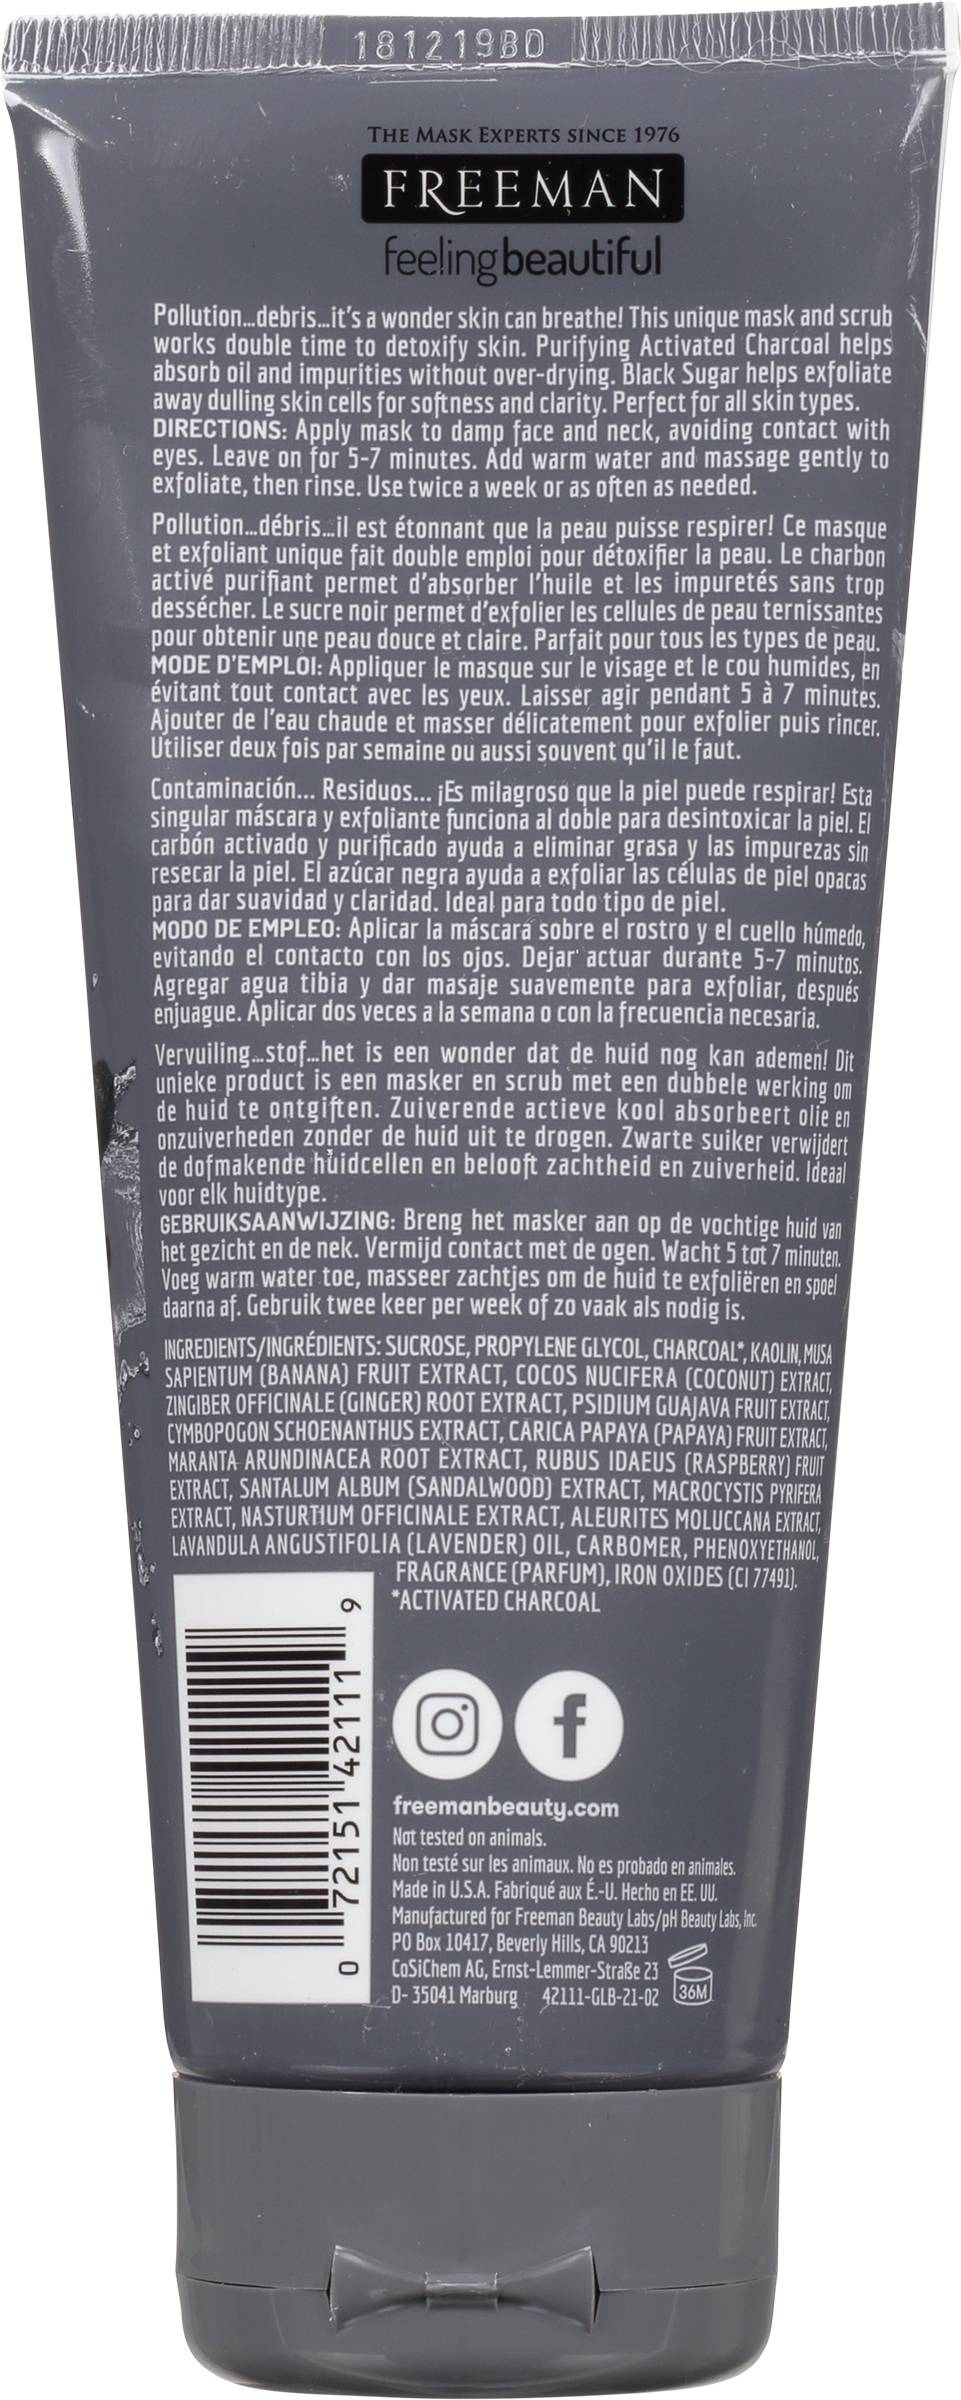 181219BD
THE MASK EXPERTS SINCE 1976
FREEMAN
feelingbeautiful
Pollution...debris...it's a wonder skin can breathe! This unique mask and scrub
works double time to detoxify skin. Purifying Activated Charcoal helps
absorb oil and impurities without over-drying. Black Sugar helps exfoliate
away dulling skin cells for softness and clarity. Perfect for all skin types.
DIRECTIONS: Apply mask to damp face and neck, avoiding contact with
eyes. Leave on for 5-7 minutes. Add warm water and massage gently to
exfoliate, then rinse. Use twice a week or as often as needed.
Pollution...débris...il est étonnant que la peau puisse respirer! Ce masque
et exfoliant unique fait double emploi pour détoxifier la peau. Le charbon
activé purifiant permet d'absorber l'huile et les impuretés sans trop
dessécher. Le sucre noir permet d'exfolier les cellules de peau ternissantes
pour obtenir une peau douce et claire. Parfait pour tous les types de peau.
MODE D'EMPLOI: Appliquer le masque sur le visage et le cou humides, en
évitant tout contact avec les yeux. Laisser agir pendant 5 à 7 minutes.
Ajouter de l'eau chaude et masser délicatement pour exfolier puis rincer.
Utiliser deux fois par semaine ou aussi souvent qu'il le faut.
Contaminación... Residuos... ¡Es milagroso que la piel puede respirar! Esta
singular máscara y exfoliante funciona al doble para desintoxicar la piel. El
carbón activado y purificado ayuda a eliminar grasa y las impurezas sin
resecar la piel. El azúcar negra ayuda a exfoliar las células de piel opacas
para dar suavidad y claridad. Ideal para todo tipo de piel.
MODO DE EMPLEO: Aplicar la máscara sobre el rostro y el cuello húmedo,
evitando el contacto con los ojos. Dejar actuar durante 5-7 minutos.
Agregar agua tibia y dar masaje suavemente para exfoliar, después
enjuague. Aplicar dos veces a la semana o con la frecuencia necesaria.
Vervuiling...stof...het is een wonder dat de huid nog kan ademen! Dit
unieke product is een masker en scrub met een dubbele werking om
de huid te ontgiften. Zuiverende actieve kool absorbeert olie en
onzuiverheden zonder de huid uit te drogen. Zwarte suiker verwijdert
de dofmakende huidcellen en belooft zachtheid en zuiverheid. Ideaal
voor elk huidtype.
GEBRUIKSAANWIJZING: Breng het masker aan op de vochtige huid van
het gezicht en de nek. Vermijd contact met de ogen. Wacht 5 tot 7 minuten.
Voeg warm water toe, masseer zachtjes om de huid te exfoliëren en spoel
daarna af. Gebruik twee keer per week of zo vaak als nodig is.
INGREDIENTS/INGRÉDIENTS: SUCROSE, PROPYLENE GLYCOL, CHARCOAL*, KAOLIN, MUSA
SAPIENTUM (BANANA) FRUIT EXTRACT, COCOS NUCIFERA (COCONUT) EXTRACT,
ZINGIBER OFFICINALE (GINGER) ROOT EXTRACT, PSIDIUM GUAJAVA FRUIT EXTRACT,
CYMBOPOGON SCHOENANTHUS EXTRACT, CARICA PAPAYA (PAPAYA) FRUIT EXTRACT,
MARANTA ARUNDINACEA ROOT EXTRACT, RUBUS IDAEUS (RASPBERRY) FRUIT
EXTRACT, SANTALUM ALBUM (SANDALWOOD) EXTRACT, MACROCYSTIS PYRIFERA
EXTRACT, NASTURTIUM OFFICINALE EXTRACT, ALEURITES MOLUCCANA EXTRACT,
LAVANDULA ANGUSTIFOLIA (LAVENDER) OIL, CARBOMER, PHENOXYETHANOL,
FRAGRANCE (PARFUM), IRON OXIDES (CI 77491).
*ACTIVATED CHARCOAL
0 72151 42111 9
freemanbeauty.com
Not tested on animals.
Non testé sur les animaux. No es probado en animales.
Made in U.S.A. Fabriqué aux É.-U. Hecho en EE. UU.
Manufactured for Freeman Beauty Labs/pH Beauty Labs, Inc.
PO Box 10417, Beverly Hills, CA 90213
CoSiChem AG, Ernst-Lemmer-Straße 23
D- 35041 Marburg 42111-GLB-21-02
36M